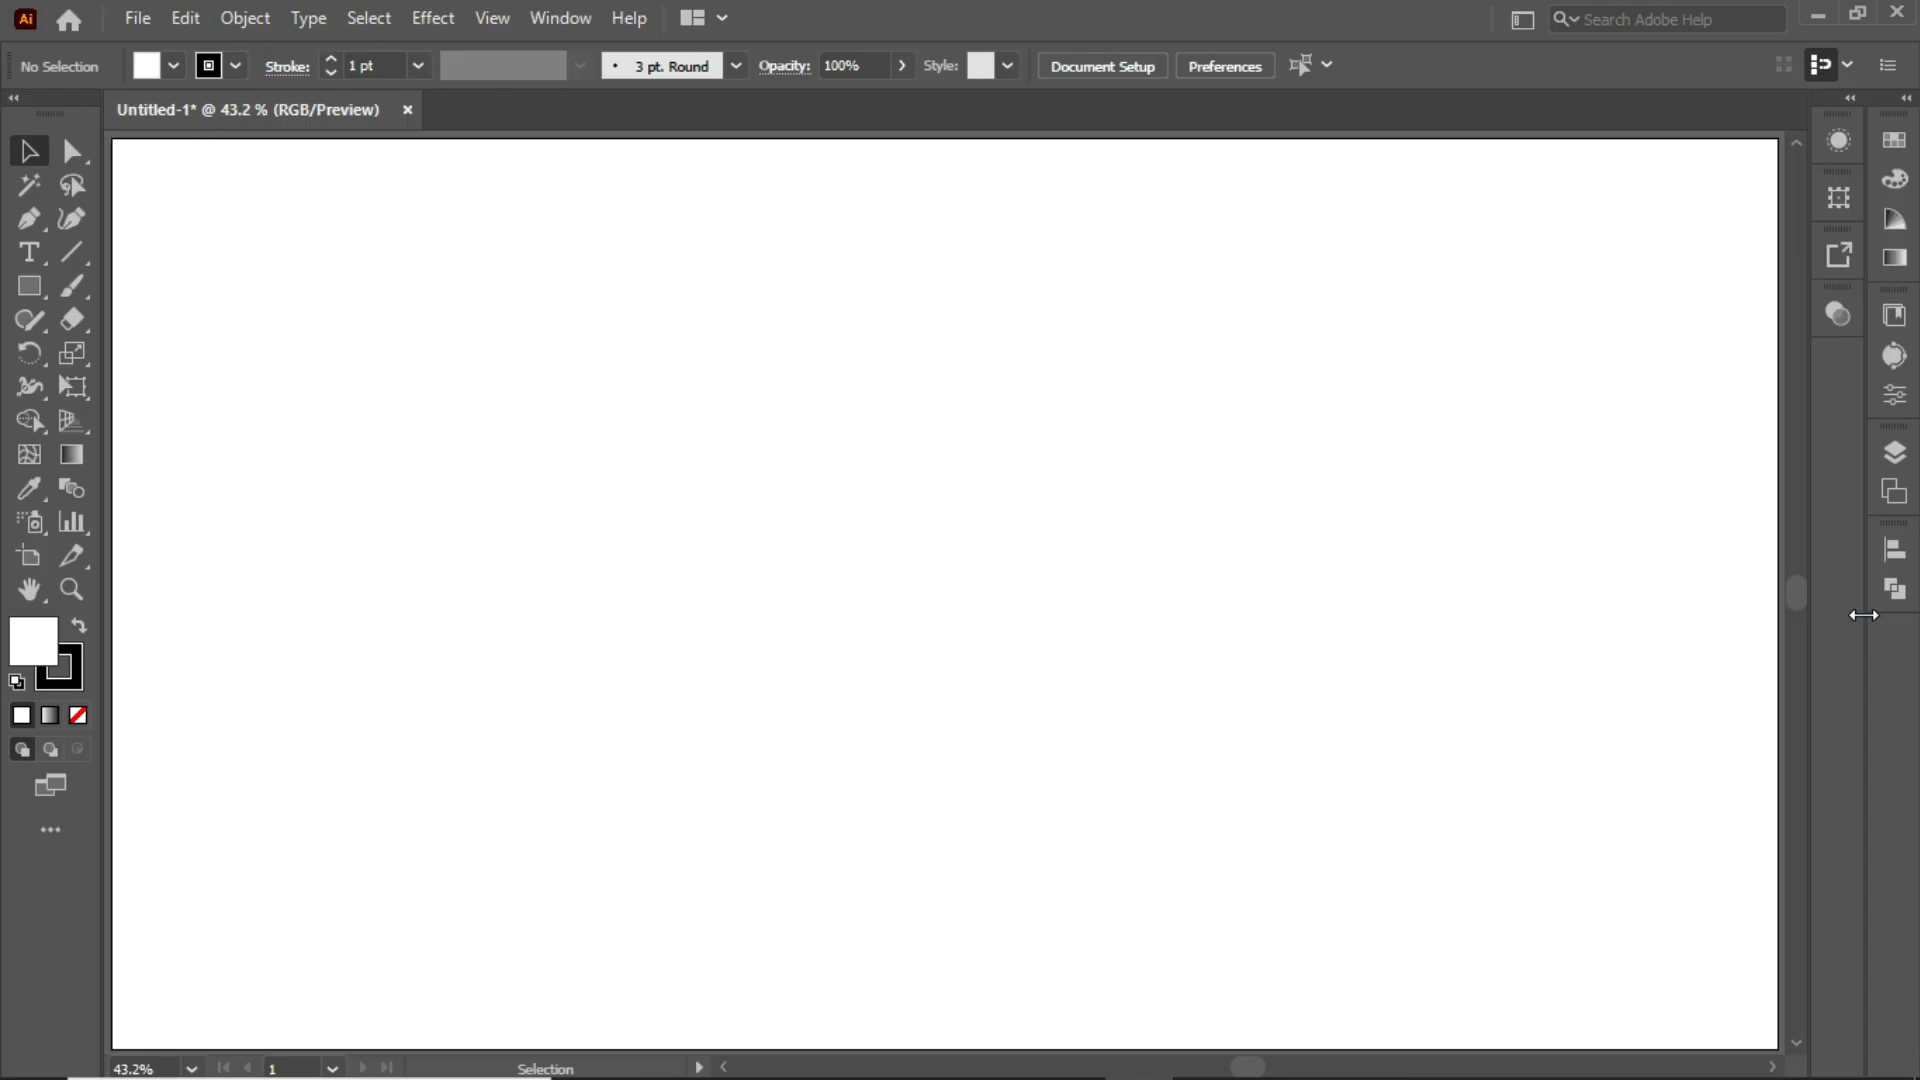 Ai File Edit Object Type Select Effect View Window Help Search Adobe Help
No Selection Stroke: 1 pt 3 pt. Round Opacity: 100% Style: Document Setup Preferences
Untitled-1* @ 43.2 % (RGB/Preview)
43.2% 1 Selection